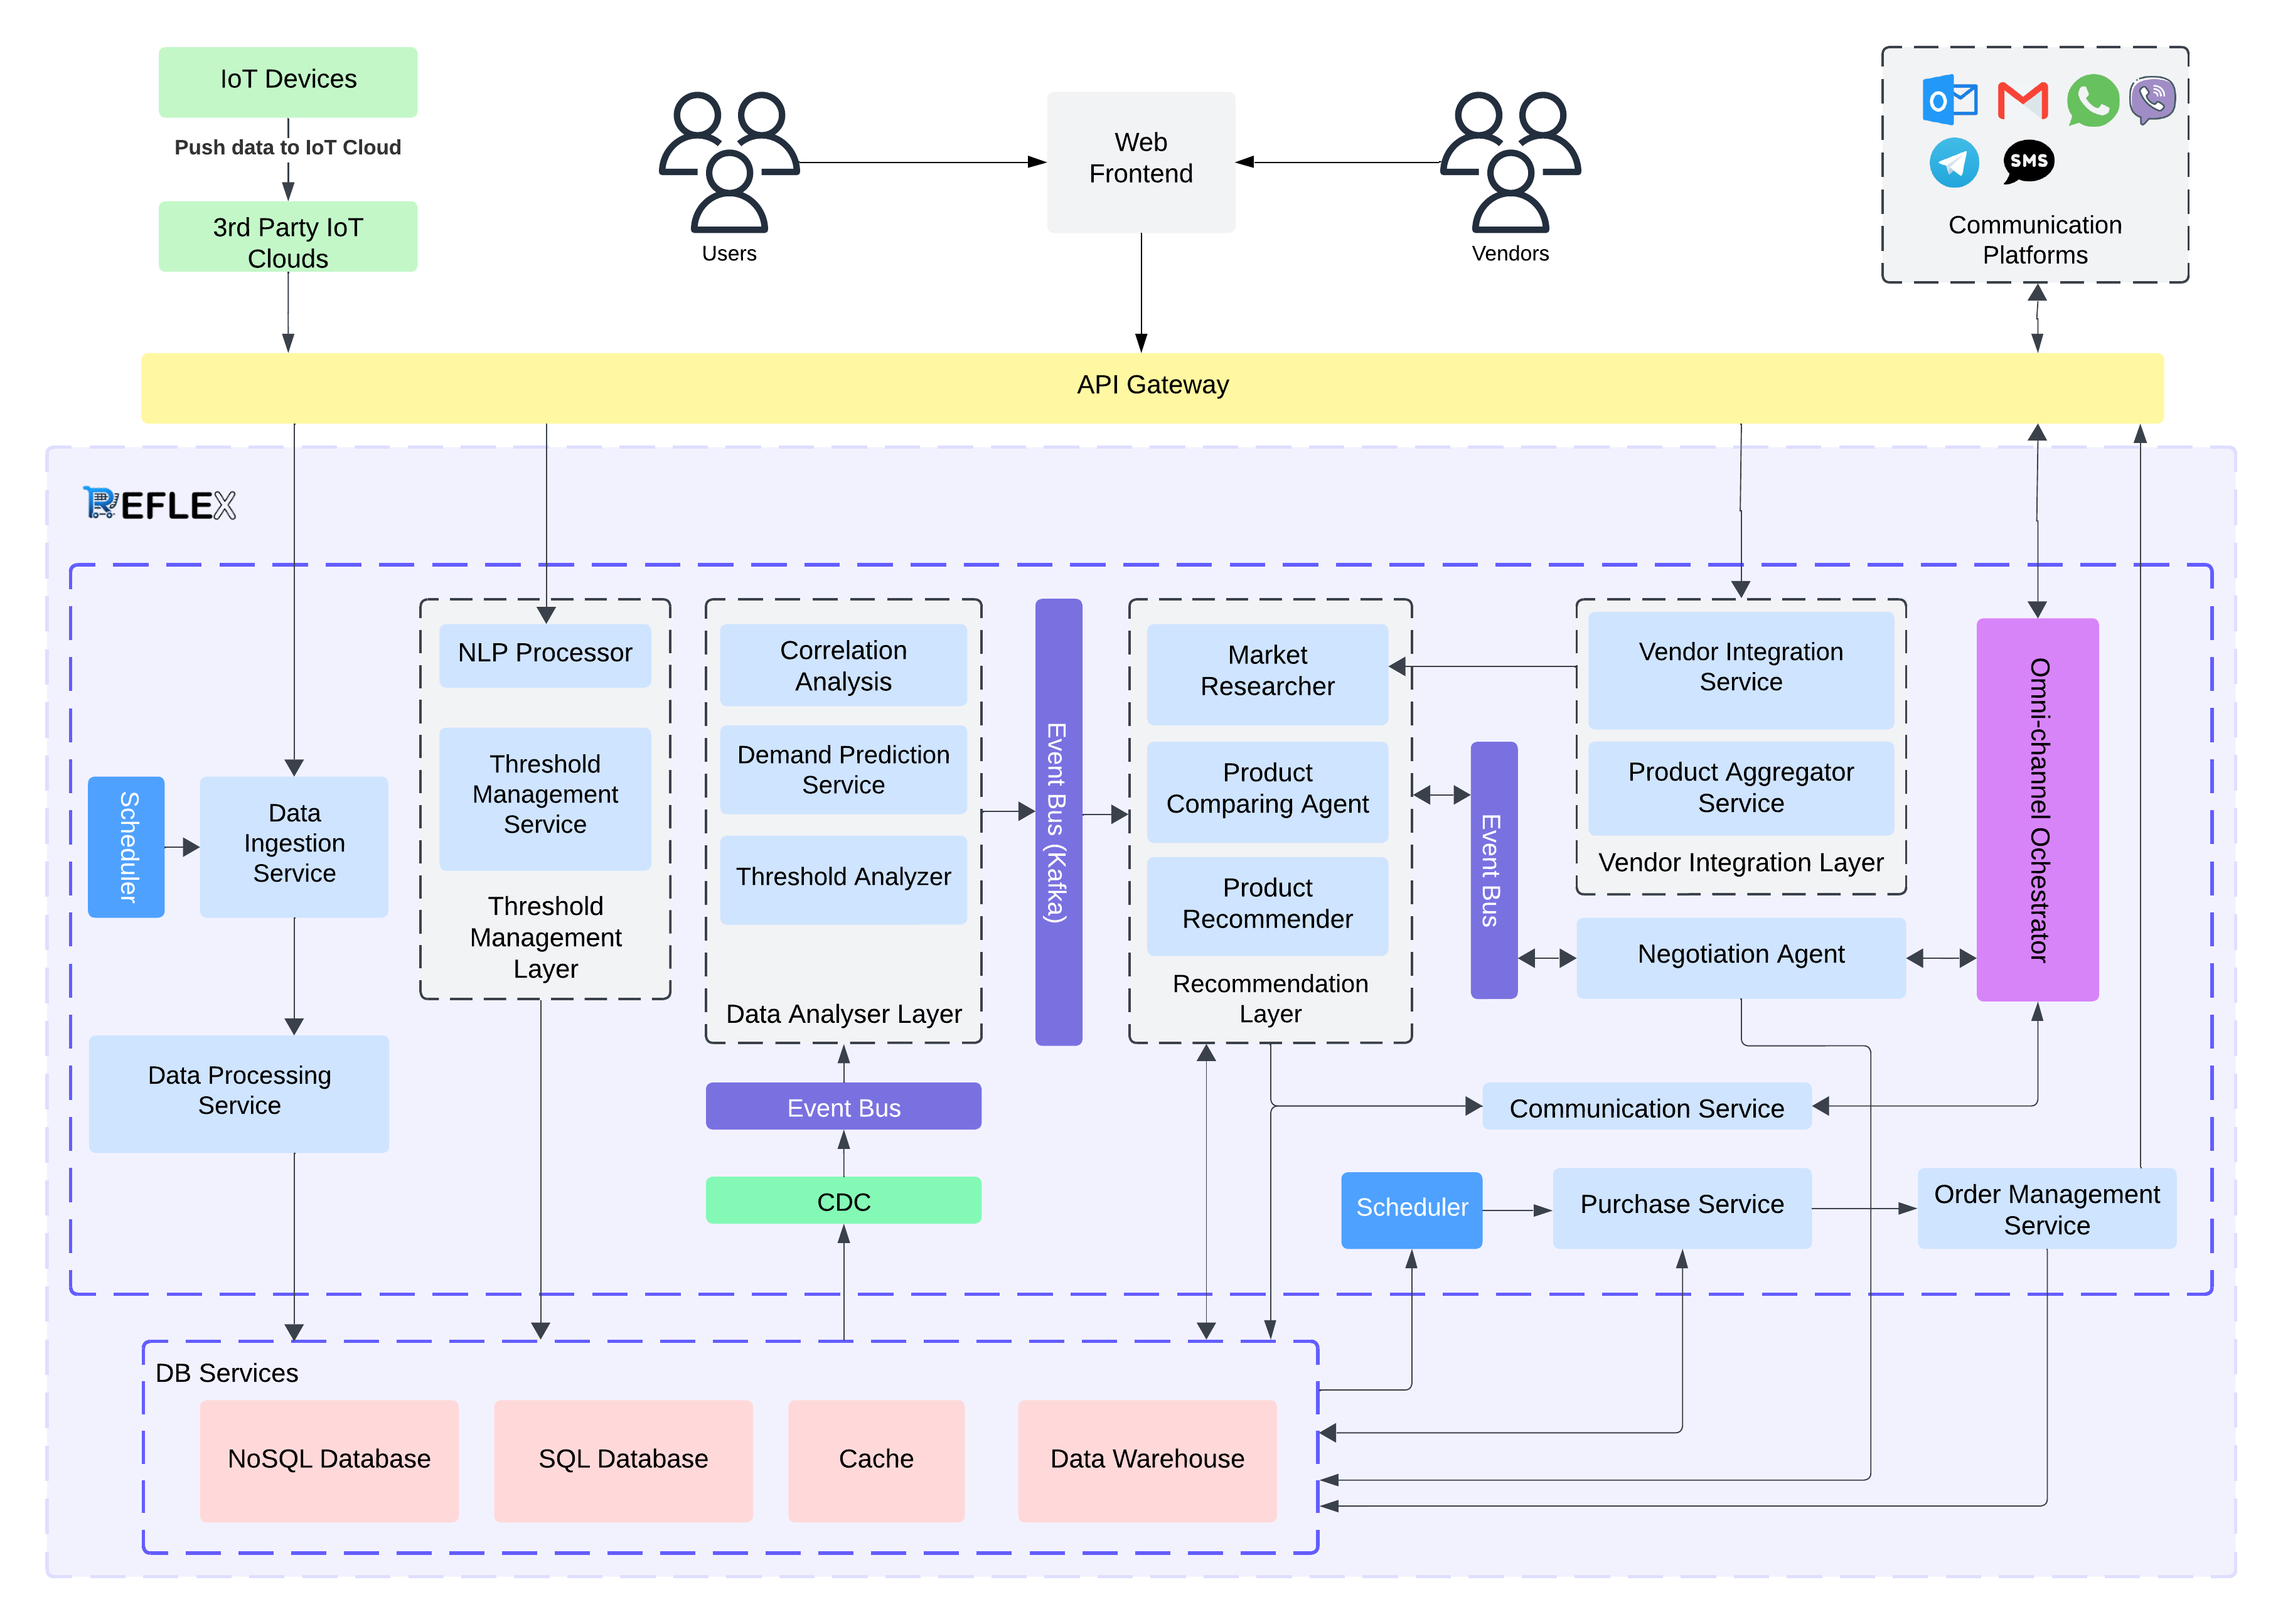 IoT Devices
Push data to IoT Cloud
3rd Party IoT
Clouds
Users
Web
Frontend
Vendors
SMS
Communication
Platforms
API Gateway
REFLEX
Scheduler
Data
Ingestion
Service
Data Processing
Service
NLP Processor
Threshold
Management
Service
Threshold
Management
Layer
Correlation
Analysis
Demand Prediction
Service
Threshold Analyzer
Data Analyser Layer
Event Bus
CDC
Event Bus (Kafka)
Market
Researcher
Product
Comparing Agent
Product
Recommender
Recommendation
Layer
Event Bus
Vendor Integration
Service
Product Aggregator
Service
Vendor Integration Layer
Negotiation Agent
Omni-channel Ochestrator
Communication Service
Scheduler
Purchase Service
Order Management
Service
DB Services
NoSQL Database
SQL Database
Cache
Data Warehouse